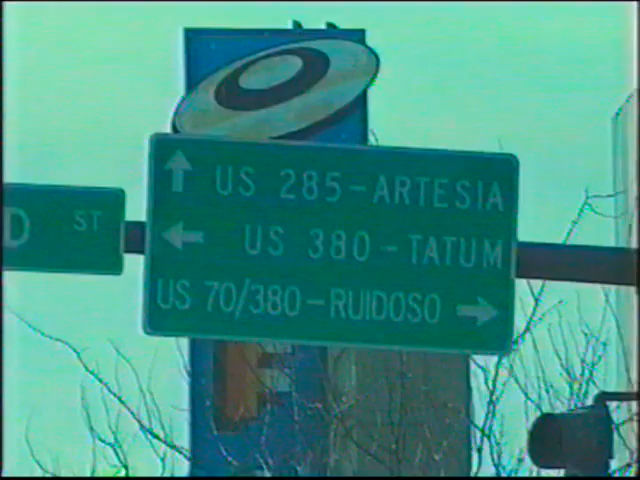 D ST
US 285-ARTESIA
US 380-TATUM
US 70/380-RUIDOSO